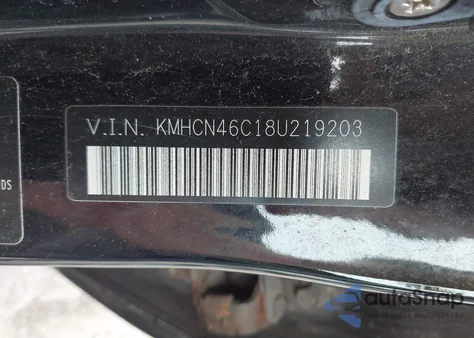 V.I.N. KMHCN46C18U219203
DS
autoShop